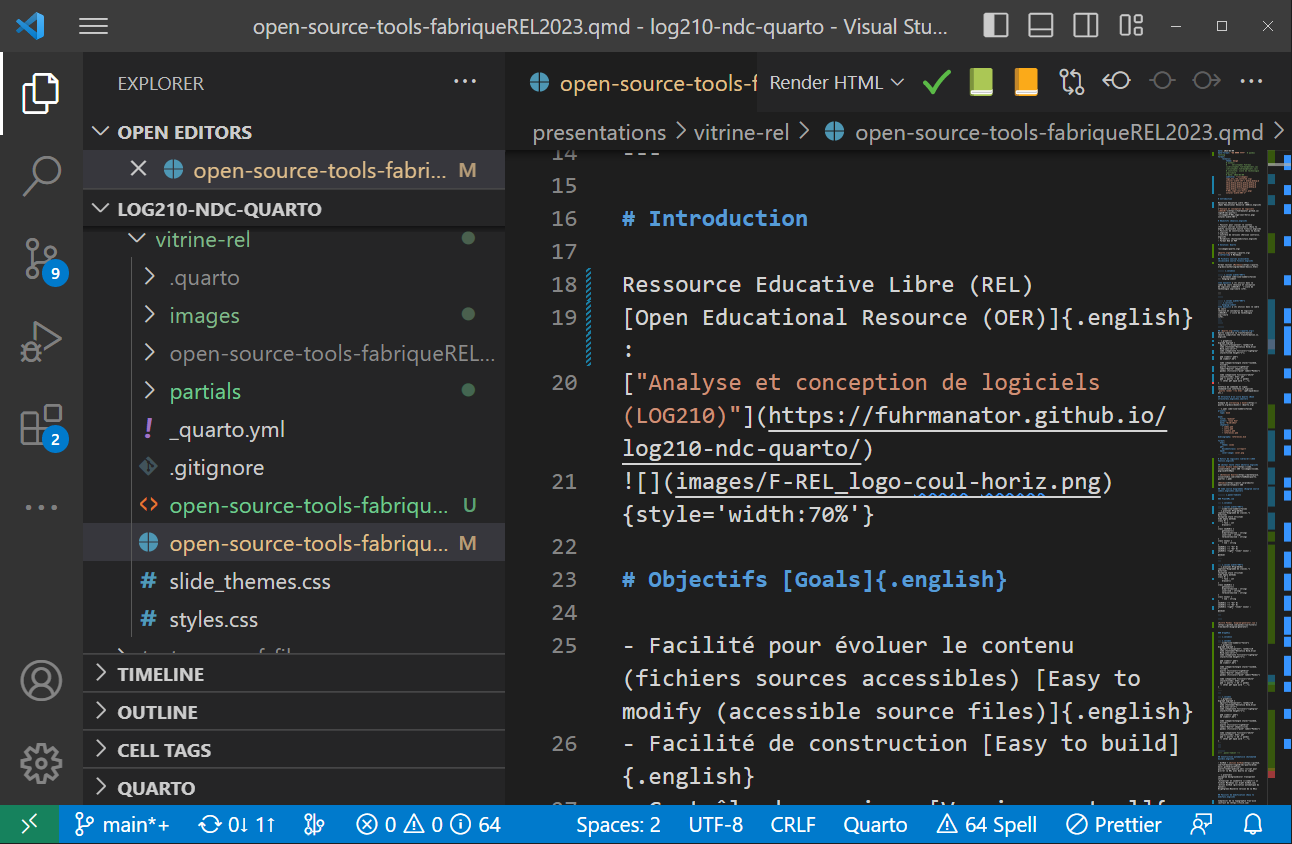 open-source-tools-fabriqueREL2023.qmd - log210-ndc-quarto - Visual Stu...
EXPLORER
OPEN EDITORS
open-source-tools-fabri... M
LOG210-NDC-QUARTO
vitrine-rel
.quarto
images
open-source-tools-fabriqueREL...
partials
! _quarto.yml
.gitignore
<> open-source-tools-fabriqu... U
open-source-tools-fabriqu... M
# slide_themes.css
# styles.css
TIMELINE
OUTLINE
CELL TAGS
QUARTO
9
2
open-source-tools-f Render HTML
presentations > vitrine-rel > open-source-tools-fabriqueREL2023.qmd >
14 ---
15
16 # Introduction
17
18 Ressource Educative Libre (REL)
19 [Open Educational Resource (OER)]{.english}
:
20 ["Analyse et conception de logiciels
(LOG210)"](https://fuhrmanator.github.io/
log210-ndc-quarto/)
21 ![](images/F-REL_logo-coul-horiz.png)
{style='width:70%'}
22
23 # Objectifs [Goals]{.english}
24
25 - Facilité pour évoluer le contenu
(fichiers sources accessibles) [Easy to
modify (accessible source files)]{.english}
26 - Facilité de construction [Easy to build]
{.english}
main*+ 0↓ 1↑ 0 0 64 Spaces: 2 UTF-8 CRLF Quarto 64 Spell Prettier